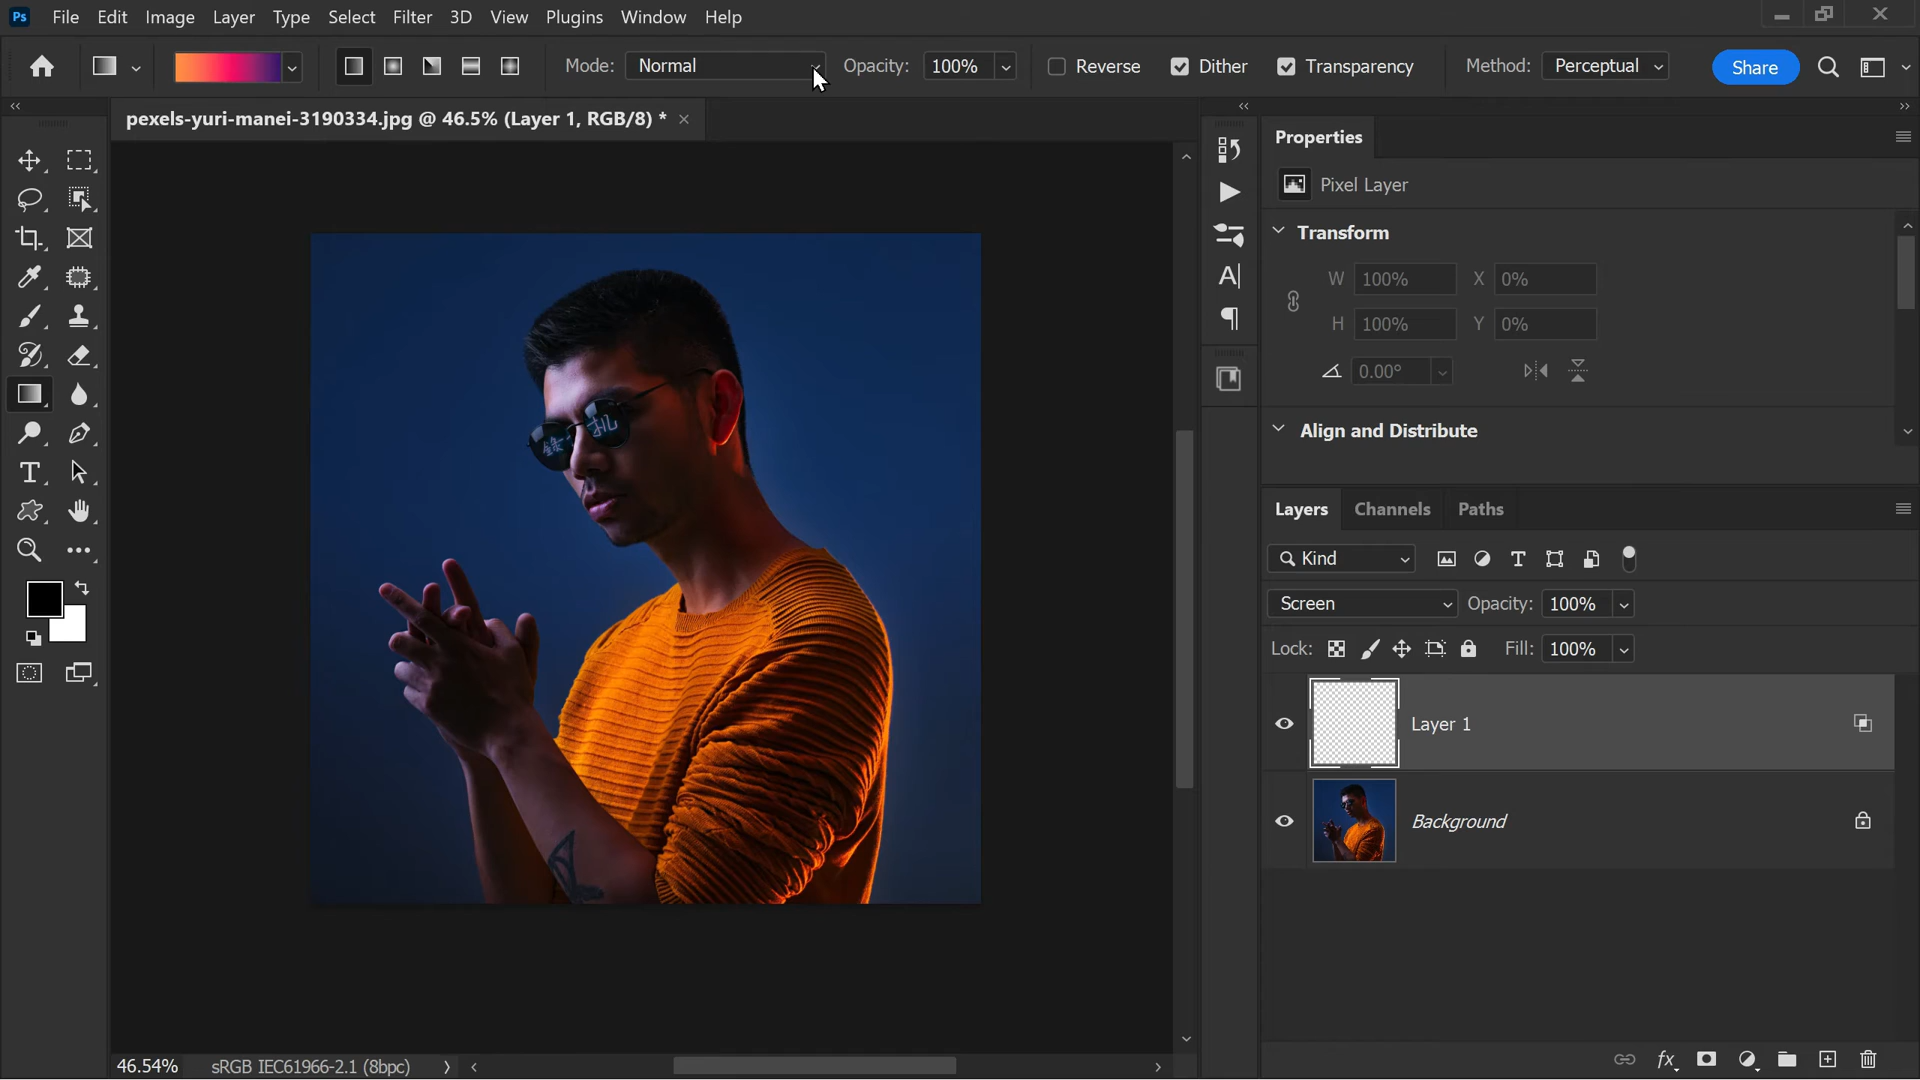 Ps File Edit Image Layer Type Select Filter 3D View Plugins Window Help
Mode: Normal Opacity: 100% Reverse Dither Transparency Method: Perceptual Share
pexels-yuri-manei-3190334.jpg @ 46.5% (Layer 1, RGB/8) *
Properties
Pixel Layer
Transform
W 100% X 0%
H 100% Y 0%
0.00°
Align and Distribute
Layers Channels Paths
Kind
Screen Opacity: 100%
Lock: Fill: 100%
Layer 1
Background
fx
46.54% sRGB IEC61966-2.1 (8bpc)